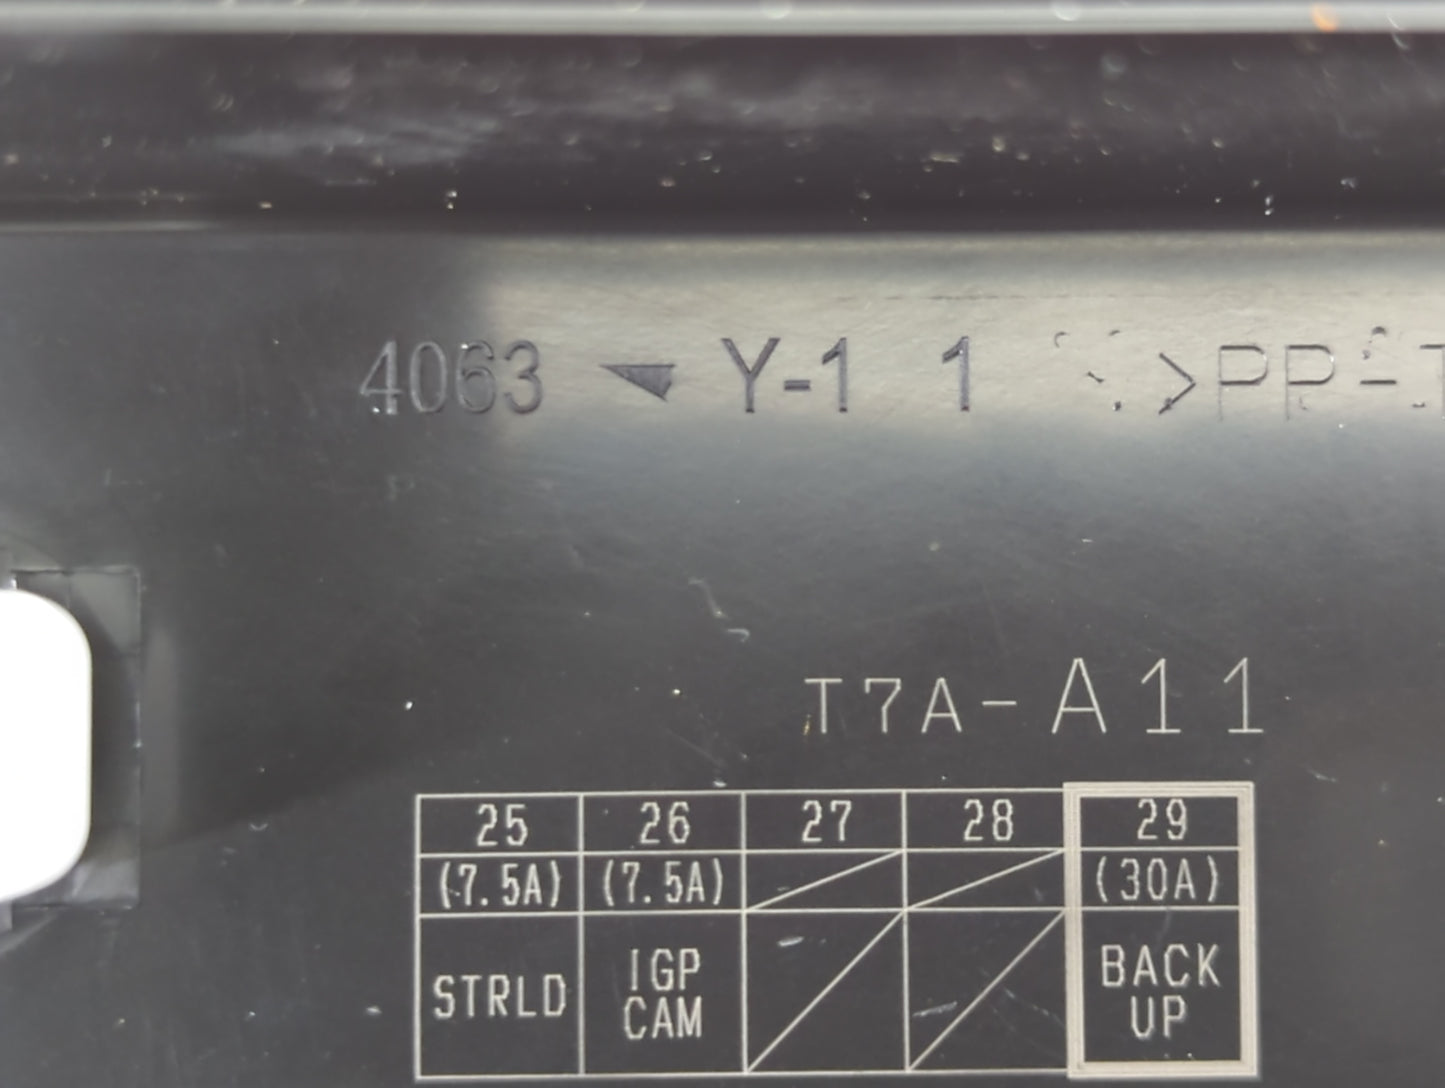 4063 Y-1 1 >PP-T
T7A-A11
25 26 27 28 29
(7.5A) (7.5A) (30A)
STRLD IGP CAM BACK UP